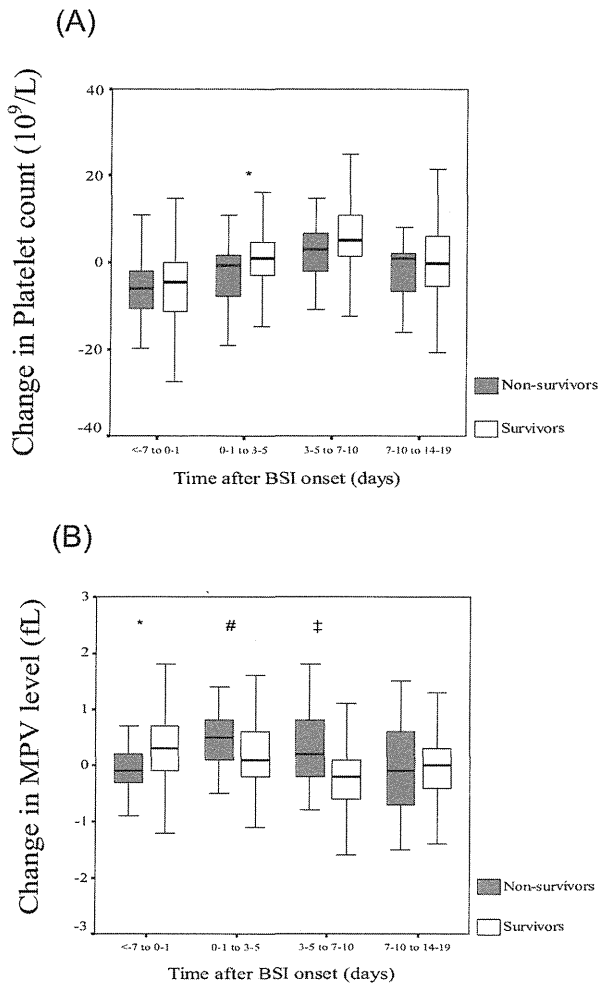 (A)
Change in Platelet count (10⁹/L)
40
20
0
-20
-40
*
<-7 to 0-1
0-1 to 3-5
3-5 to 7-10
7-10 to 14-19
Time after BSI onset (days)
Non-survivors
Survivors
(B)
Change in MPV level (fL)
3
2
1
0
-1
-2
-3
*
#
‡
<-7 to 0-1
0-1 to 3-5
3-5 to 7-10
7-10 to 14-19
Time after BSI onset (days)
Non-survivors
Survivors